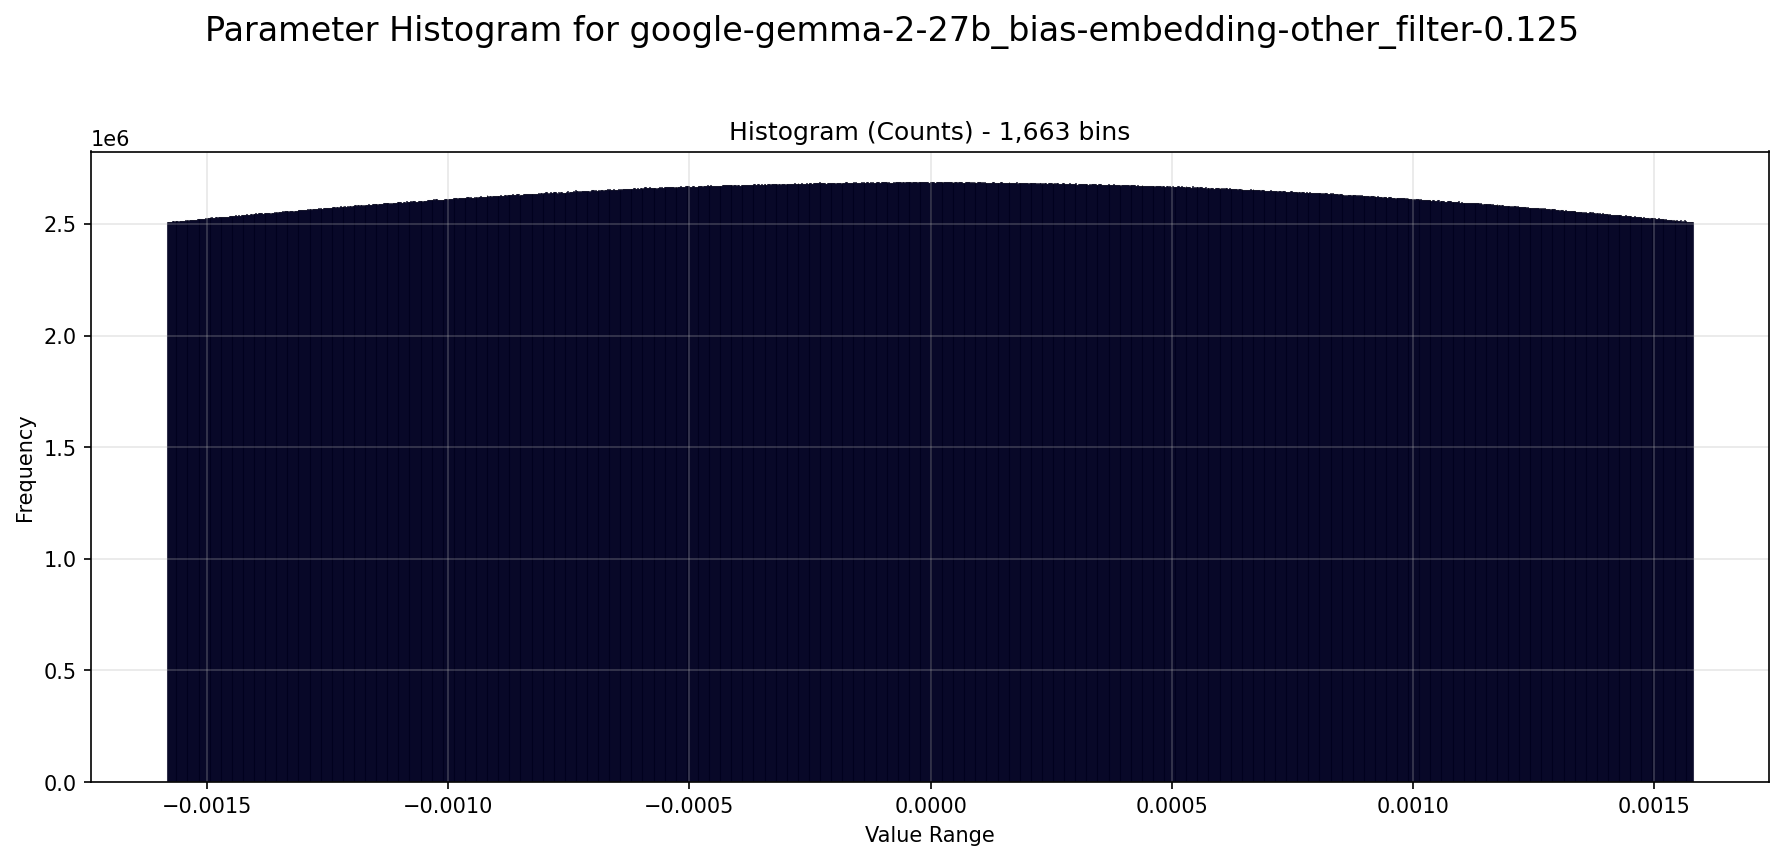 Parameter Histogram for google-gemma-2-27b_bias-embedding-other_filter-0.125
Histogram (Counts) - 1,663 bins
1e6
2.5
2.0
1.5
1.0
0.5
0.0
Frequency
−0.0015 −0.0010 −0.0005 0.0000 0.0005 0.0010 0.0015
Value Range